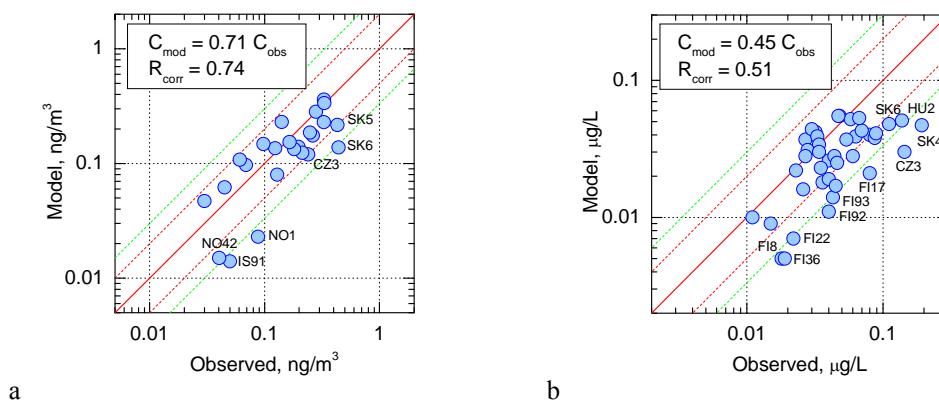 C_mod = 0.71 C_obs
R_corr = 0.74
1
0.1
0.01
Model, ng/m³
SK5
SK6
CZ3
NO42
NO1
IS91
0.01
0.1
1
Observed, ng/m³
a
C_mod = 0.45 C_obs
R_corr = 0.51
0.1
0.01
Model, µg/L
SK6
HU2
SK4
CZ3
FI17
FI93
FI92
FI8
FI22
FI36
0.01
0.1
Observed, µg/L
b